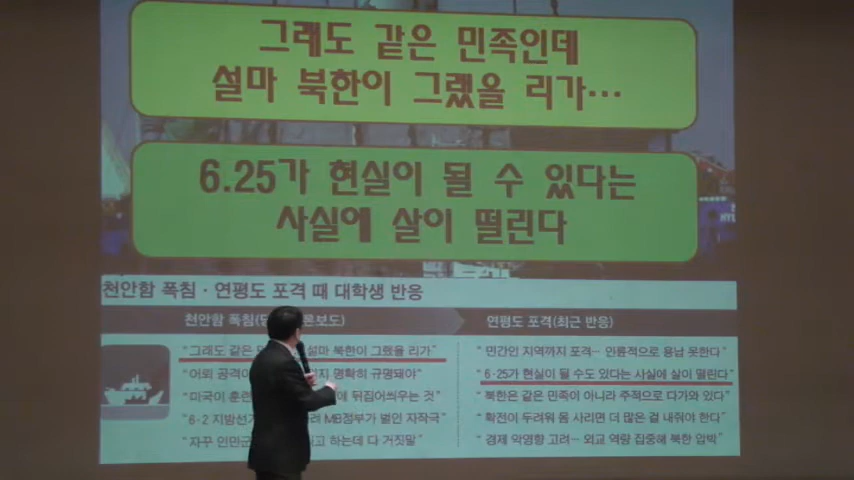 그래도 같은 민족인데
설마 북한이 그랬을 리가…
6.25가 현실이 될 수 있다는
사실에 살이 떨린다
천안함 폭침·연평도 포격 때 대학생 반응
천안함 폭침( 보도)
연평도 포격(최근 반응)
"그래도 같은 설마 북한이 그랬을 리가"
명확히 규명돼야"
"미국이 훈련 에 뒤집어씌우는 것"
"6·2 지방선거 MB정부가 벌인 자작극"
"자꾸 인민군 하는데 다 거짓말"
"민간인 지역까지 포격… 인륜적으로 용납 못한다"
"6·25가 현실이 될 수도 있다는 사실에 살이 떨린다"
"북한은 같은 민족이 아니라 주적으로 다가와 있다"
"확전이 두려워 몸 사리면 더 많은 걸 내줘야 한다"
"경제 악영향 고려… 외교 역량 집중해 북한 압박"